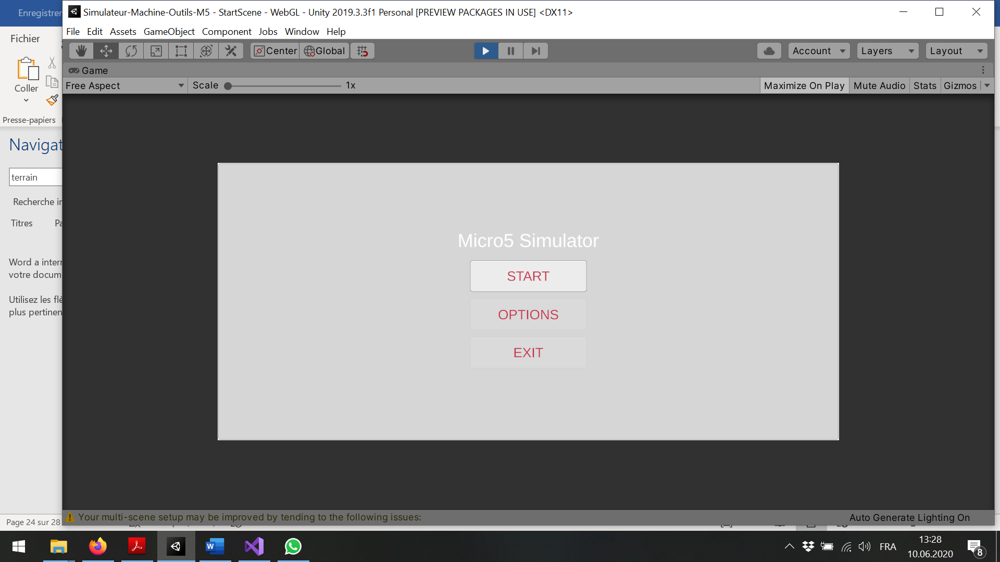 Enregistrer
Simulateur-Machine-Outils-M5 - StartScene - WebGL - Unity 2019.3.3f1 Personal [PREVIEW PACKAGES IN USE] <DX11>
File Edit Assets GameObject Component Jobs Window Help
Fichier
Center Global Account Layers Layout
Game
Free Aspect Scale 1x Maximize On Play Mute Audio Stats Gizmos
Coller
Presse-papiers
Navigat
terrain
Recherche in
Titres Pa
Word a interr
votre docum
Utilisez les flè
plus pertinen
Micro5 Simulator
START
OPTIONS
EXIT
Your multi-scene setup may be improved by tending to the following issues: Auto Generate Lighting On
Page 24 sur 28
FRA 13:28
10.06.2020 8